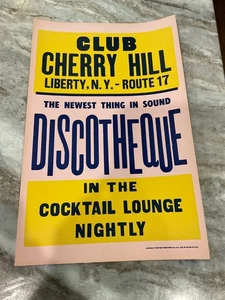 CLUB
CHERRY HILL
LIBERTY, N.Y. - ROUTE 17
THE NEWEST THING IN SOUND
DISCOTHEQUE
IN THE
COCKTAIL LOUNGE
NIGHTLY